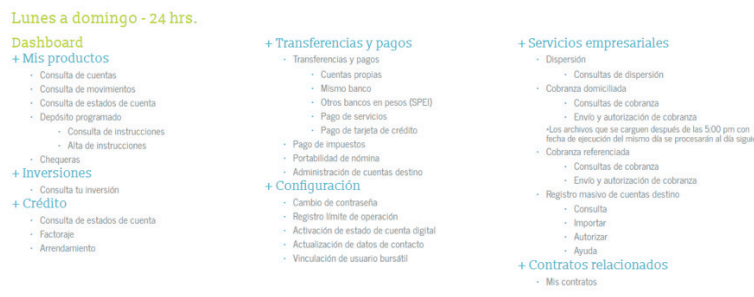 Lunes a domingo - 24 hrs.
Dashboard
+ Mis productos
· Consulta de cuentas
· Consulta de movimientos
· Consulta de estados de cuenta
· Depósito programado
· Consulta de instrucciones
· Alta de instrucciones
· Chequeras
+ Inversiones
· Consulta tu inversión
+ Crédito
· Consulta de estados de cuenta
· Factoraje
· Arrendamiento
+ Transferencias y pagos
· Transferencias y pagos
· Cuentas propias
· Mismo banco
· Otros bancos en pesos (SPEI)
· Pago de servicios
· Pago de tarjeta de crédito
· Pago de impuestos
· Portabilidad de nómina
· Administración de cuentas destino
+ Configuración
· Cambio de contraseña
· Registro límite de operación
· Activación de estado de cuenta digital
· Actualización de datos de contacto
· Vinculación de usuario bursátil
+ Servicios empresariales
· Dispersión
· Consultas de dispersión
· Cobranza domiciliada
· Consultas de cobranza
· Envío y autorización de cobranza
•Los archivos que se carguen después de las 5:00 pm con
fecha de ejecución del mismo día se procesarán al día sigui
· Cobranza referenciada
· Consultas de cobranza
· Envío y autorización de cobranza
· Registro masivo de cuentas destino
· Consulta
· Importar
· Autorizar
· Ayuda
+ Contratos relacionados
· Mis contratos